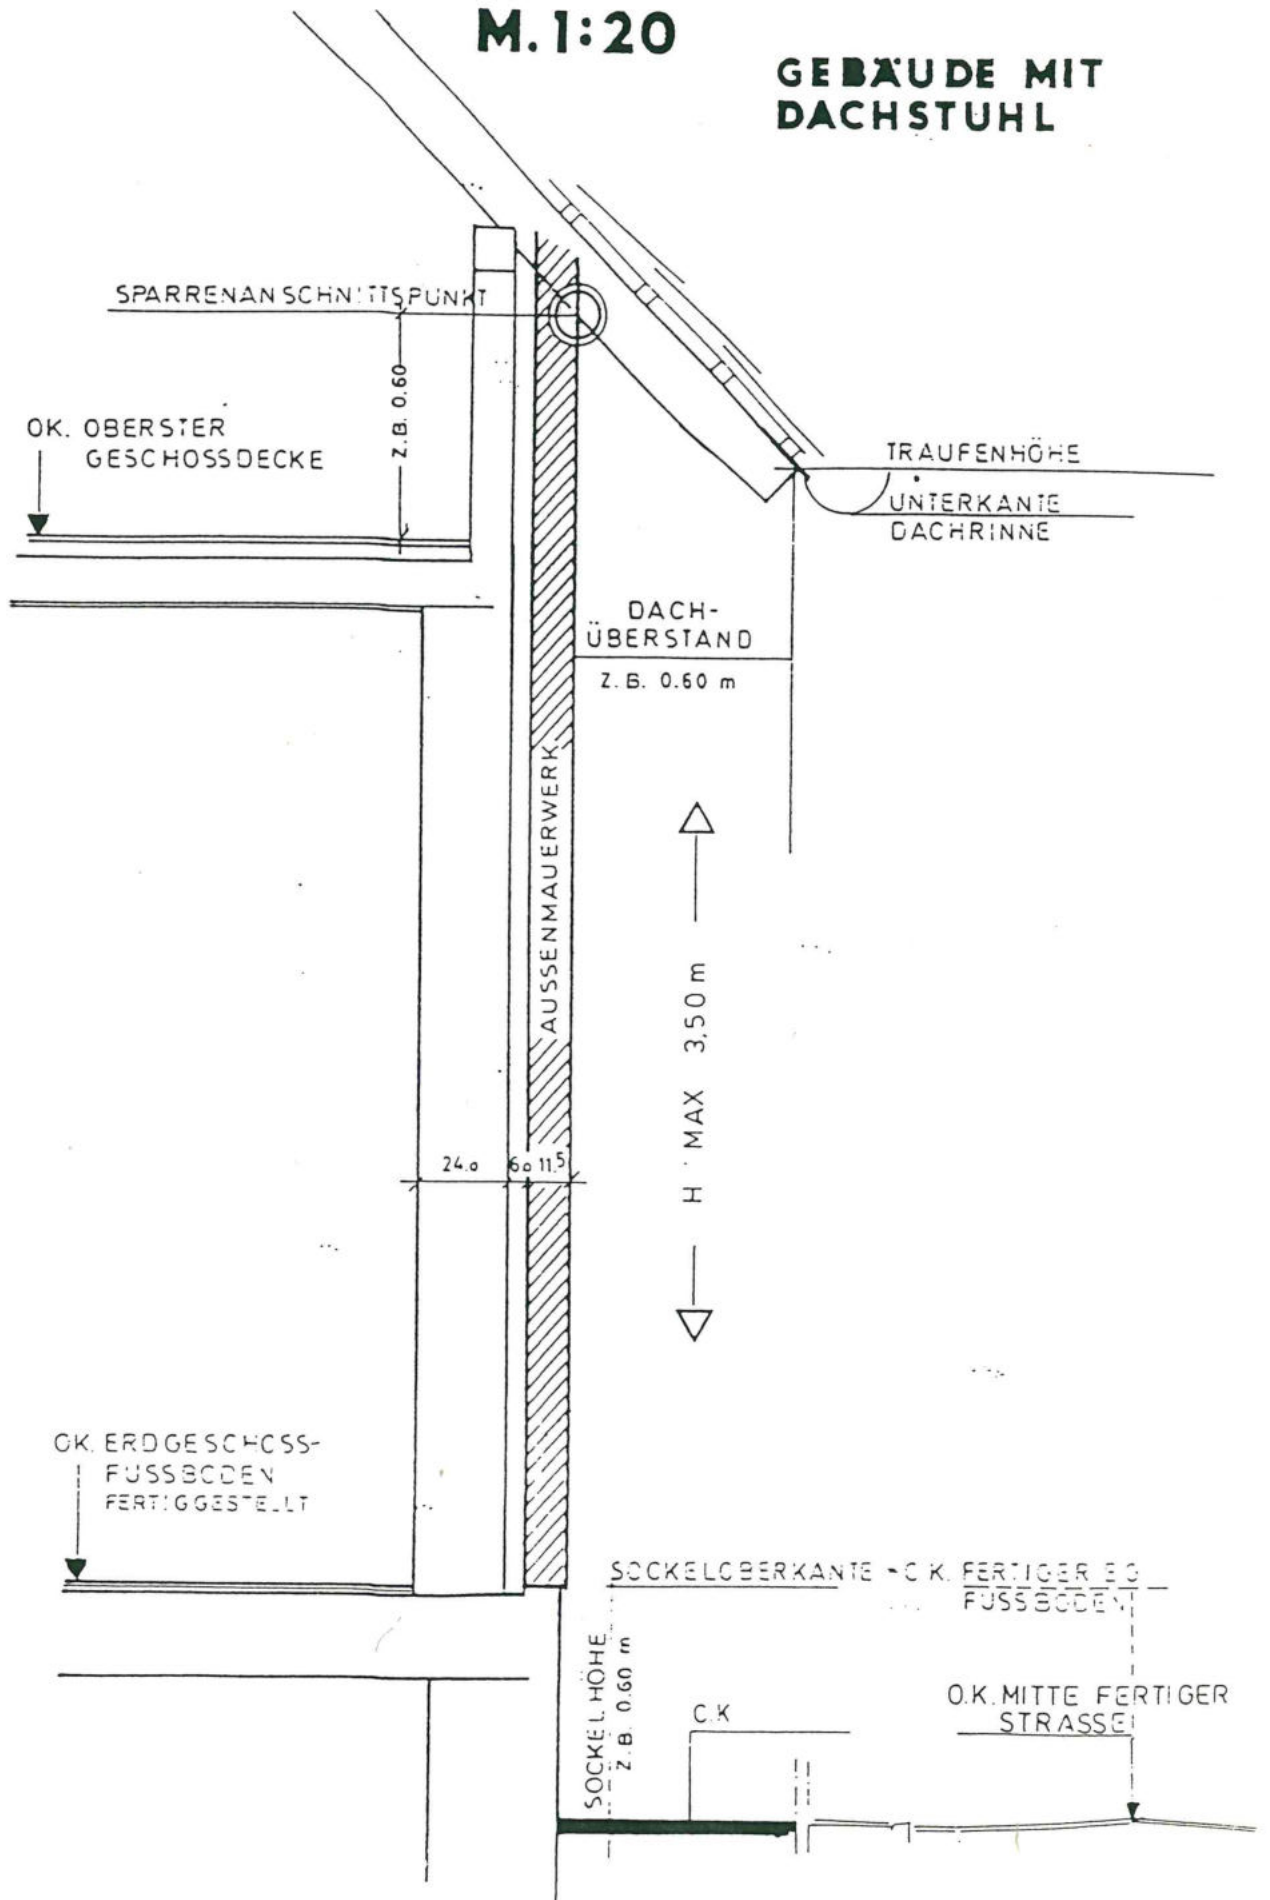 M. 1:20
GEBÄUDE MIT
DACHSTUHL
SPARRENANSCHNITTSPUNKT
Z.B. 0.60
OK. OBERSTER
GESCHOSSDECKE
TRAUFENHÖHE
UNTERKANTE
DACHRINNE
DACH-
ÜBERSTAND
Z.B. 0.60 m
AUSSENMAUERWERK
H MAX 3,50 m
24.0 6.0 11.5
OK. ERDGESCHOSS-
FUSSBODEN
FERTIGGESTELLT
SOCKELOBERKANTE = O.K. FERTIGER EG
FUSSBODEN
SOCKELHÖHE
Z.B. 0.60 m
O.K
O.K. MITTE FERTIGER
STRASSE